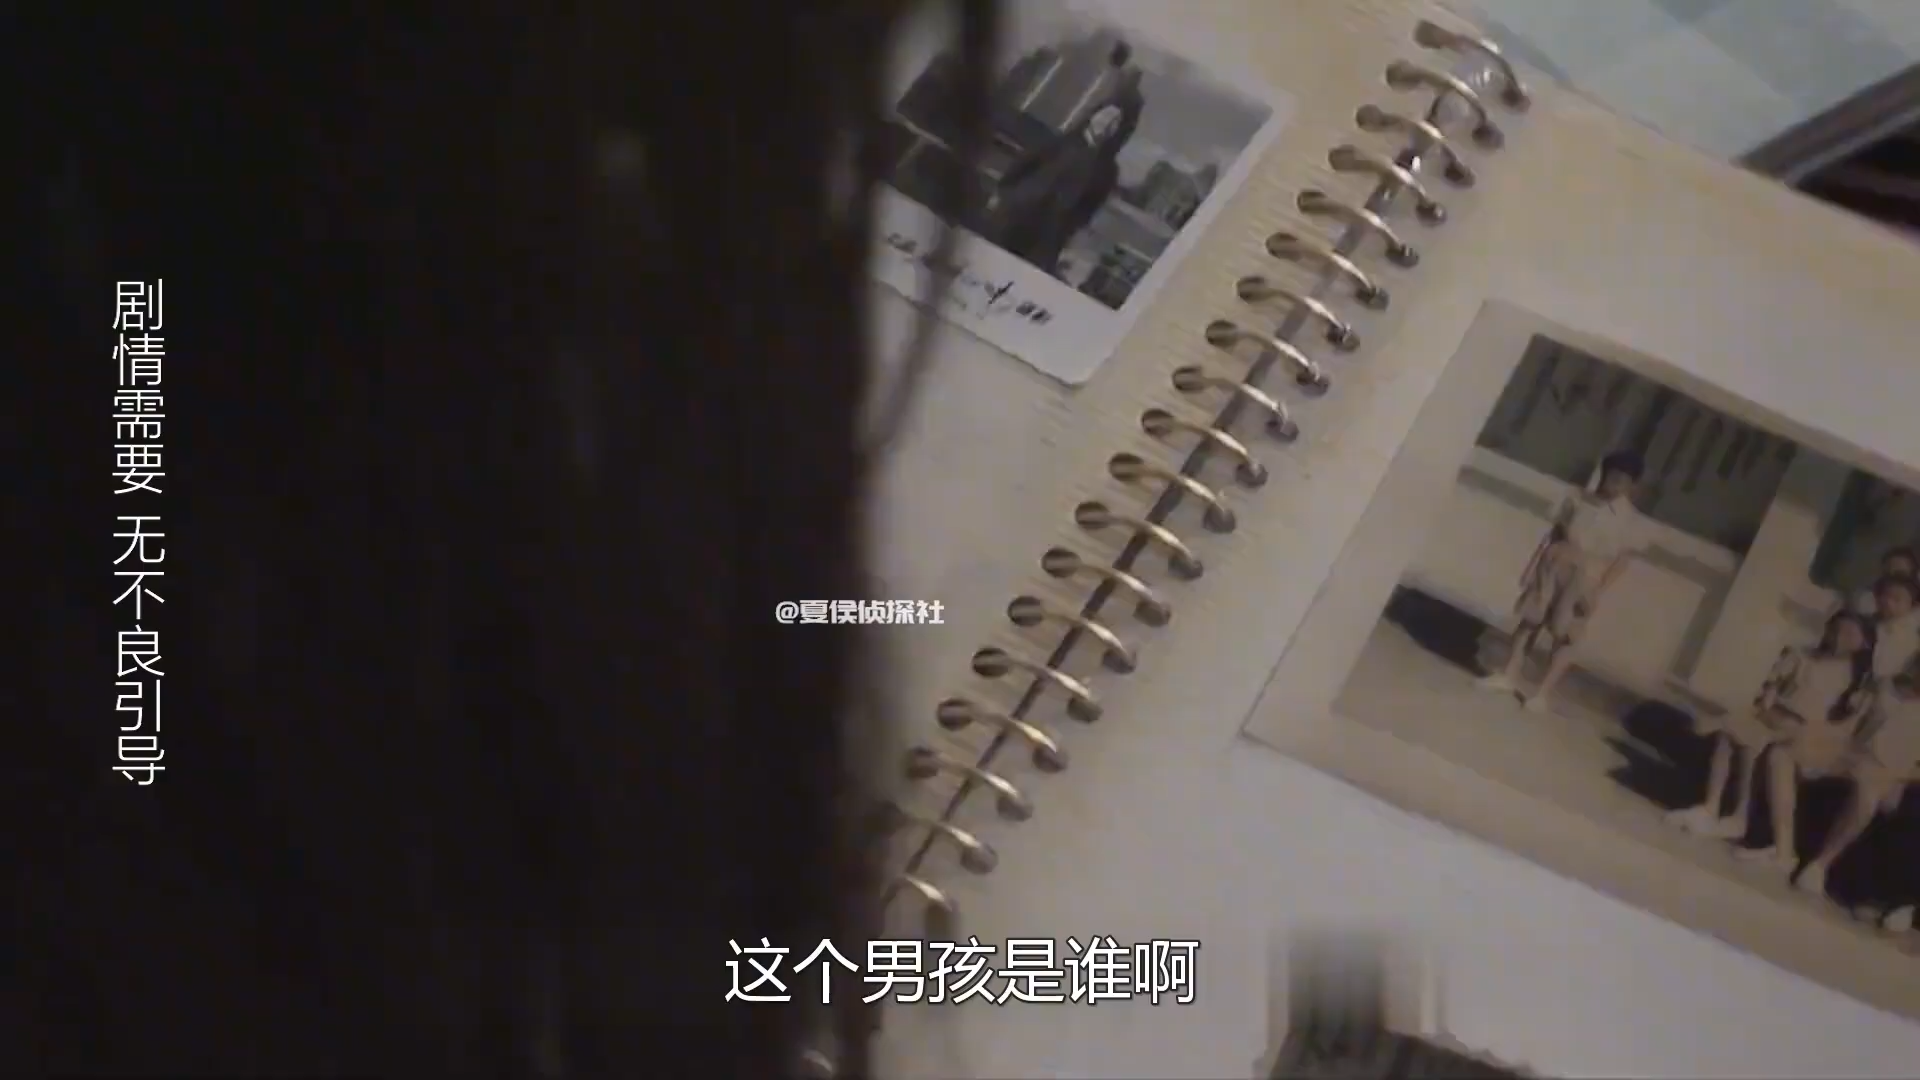 剧情需要 无不良引导
@夏侯侦探社
这个男孩是谁啊